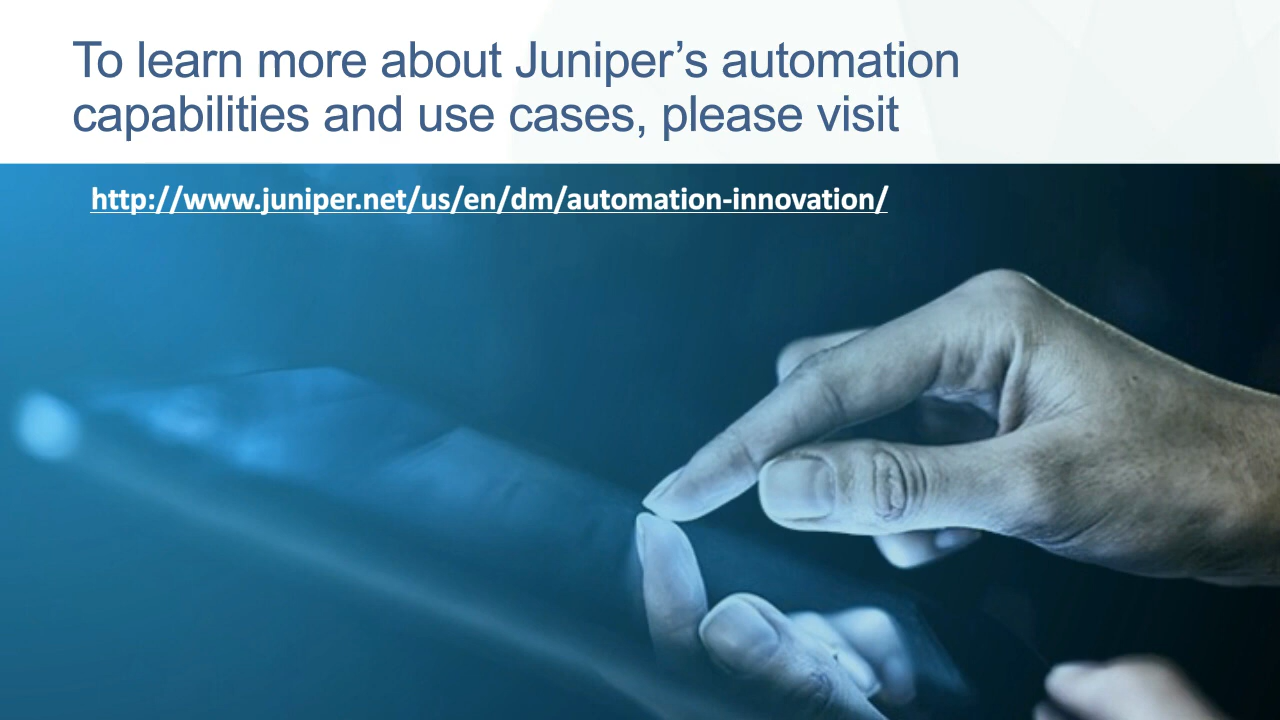 To learn more about Juniper’s automation
capabilities and use cases, please visit
http://www.juniper.net/us/en/dm/automation-innovation/